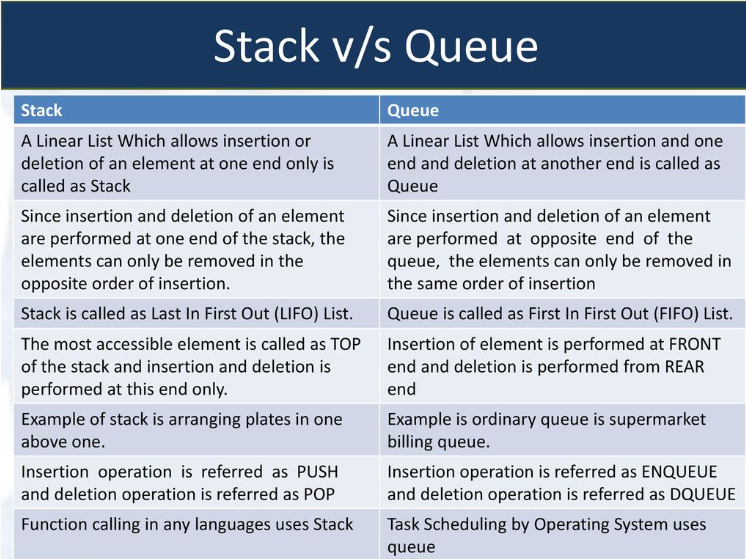 Stack v/s Queue
Stack
Queue
A Linear List Which allows insertion or
deletion of an element at one end only is
called as Stack
A Linear List Which allows insertion and one
end and deletion at another end is called as
Queue
Since insertion and deletion of an element
are performed at one end of the stack, the
elements can only be removed in the
opposite order of insertion.
Since insertion and deletion of an element
are performed at opposite end of the
queue, the elements can only be removed in
the same order of insertion
Stack is called as Last In First Out (LIFO) List.
Queue is called as First In First Out (FIFO) List.
The most accessible element is called as TOP
of the stack and insertion and deletion is
performed at this end only.
Insertion of element is performed at FRONT
end and deletion is performed from REAR
end
Example of stack is arranging plates in one
above one.
Example is ordinary queue is supermarket
billing queue.
Insertion operation is referred as PUSH
and deletion operation is referred as POP
Insertion operation is referred as ENQUEUE
and deletion operation is referred as DQUEUE
Function calling in any languages uses Stack
Task Scheduling by Operating System uses
queue